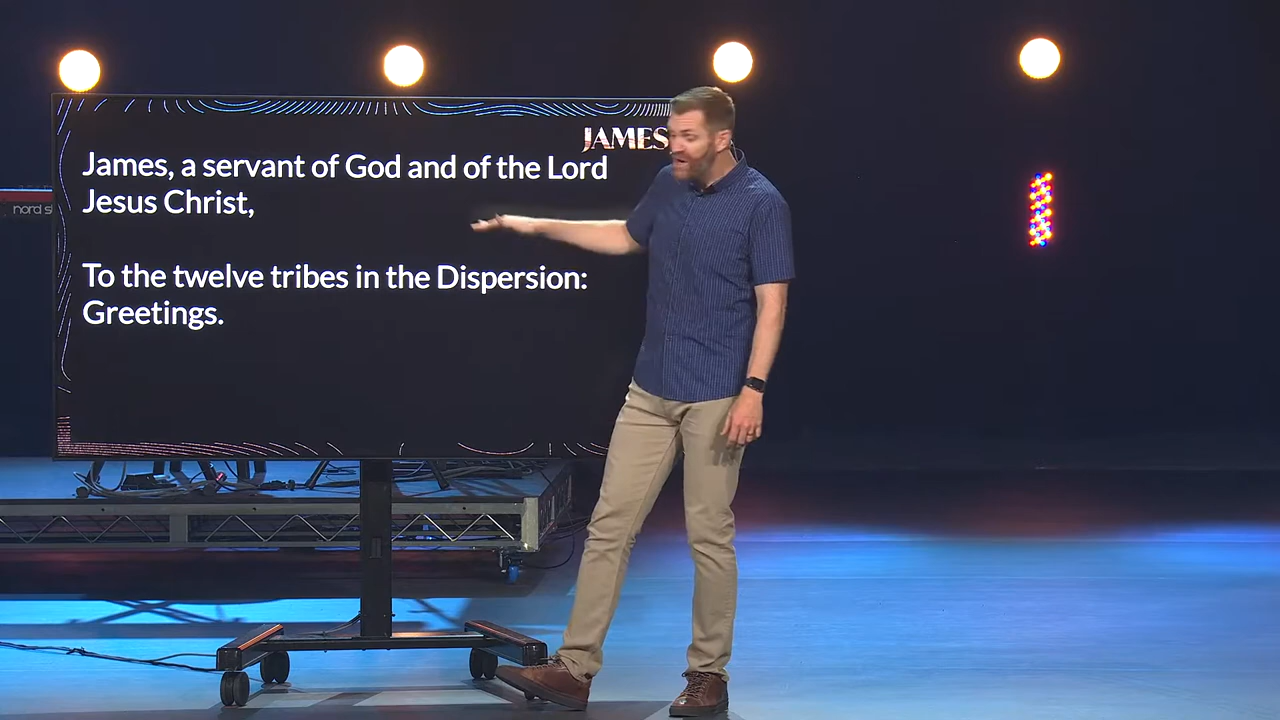 JAMES
James, a servant of God and of the Lord
Jesus Christ,
To the twelve tribes in the Dispersion:
Greetings.
nord